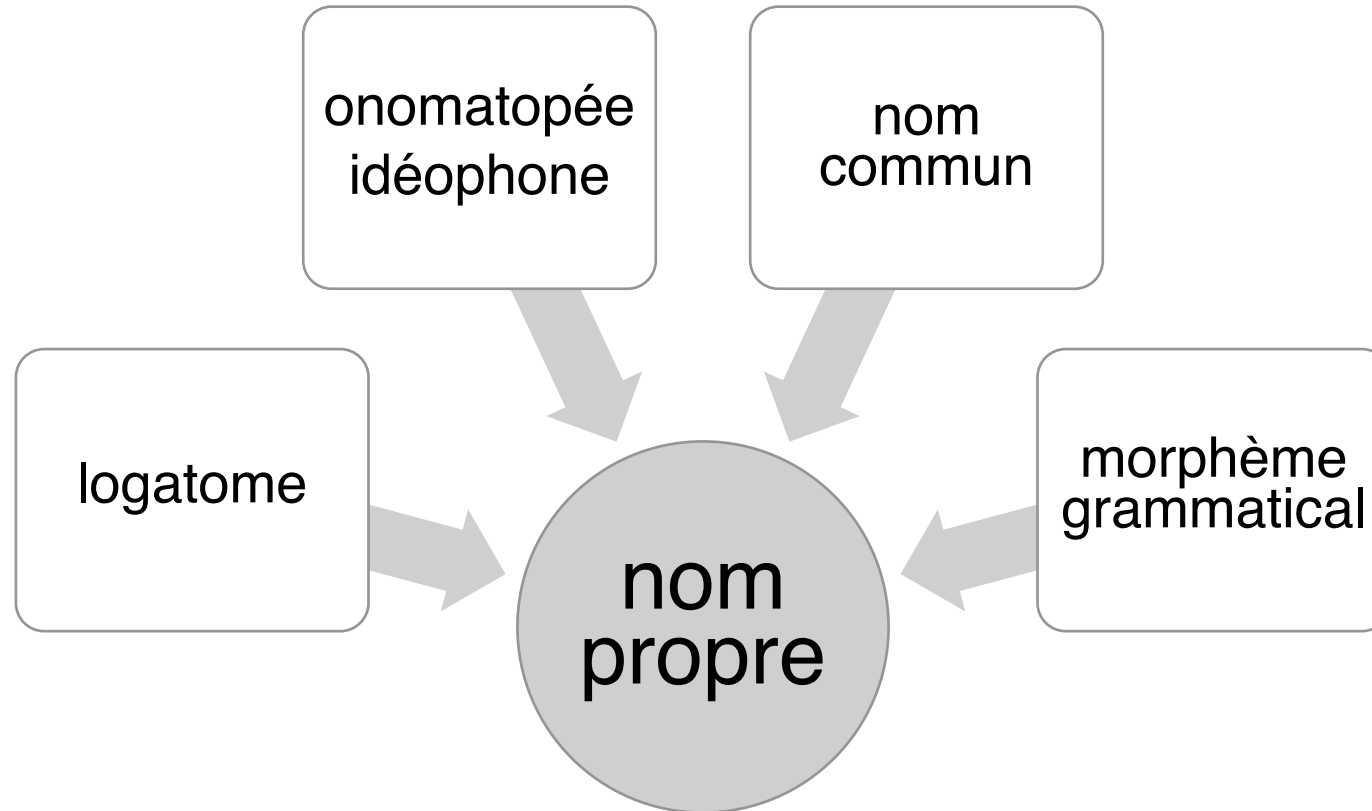 onomatopée
idéophone
nom
commun
logatome
morphème
grammatical
nom
propre